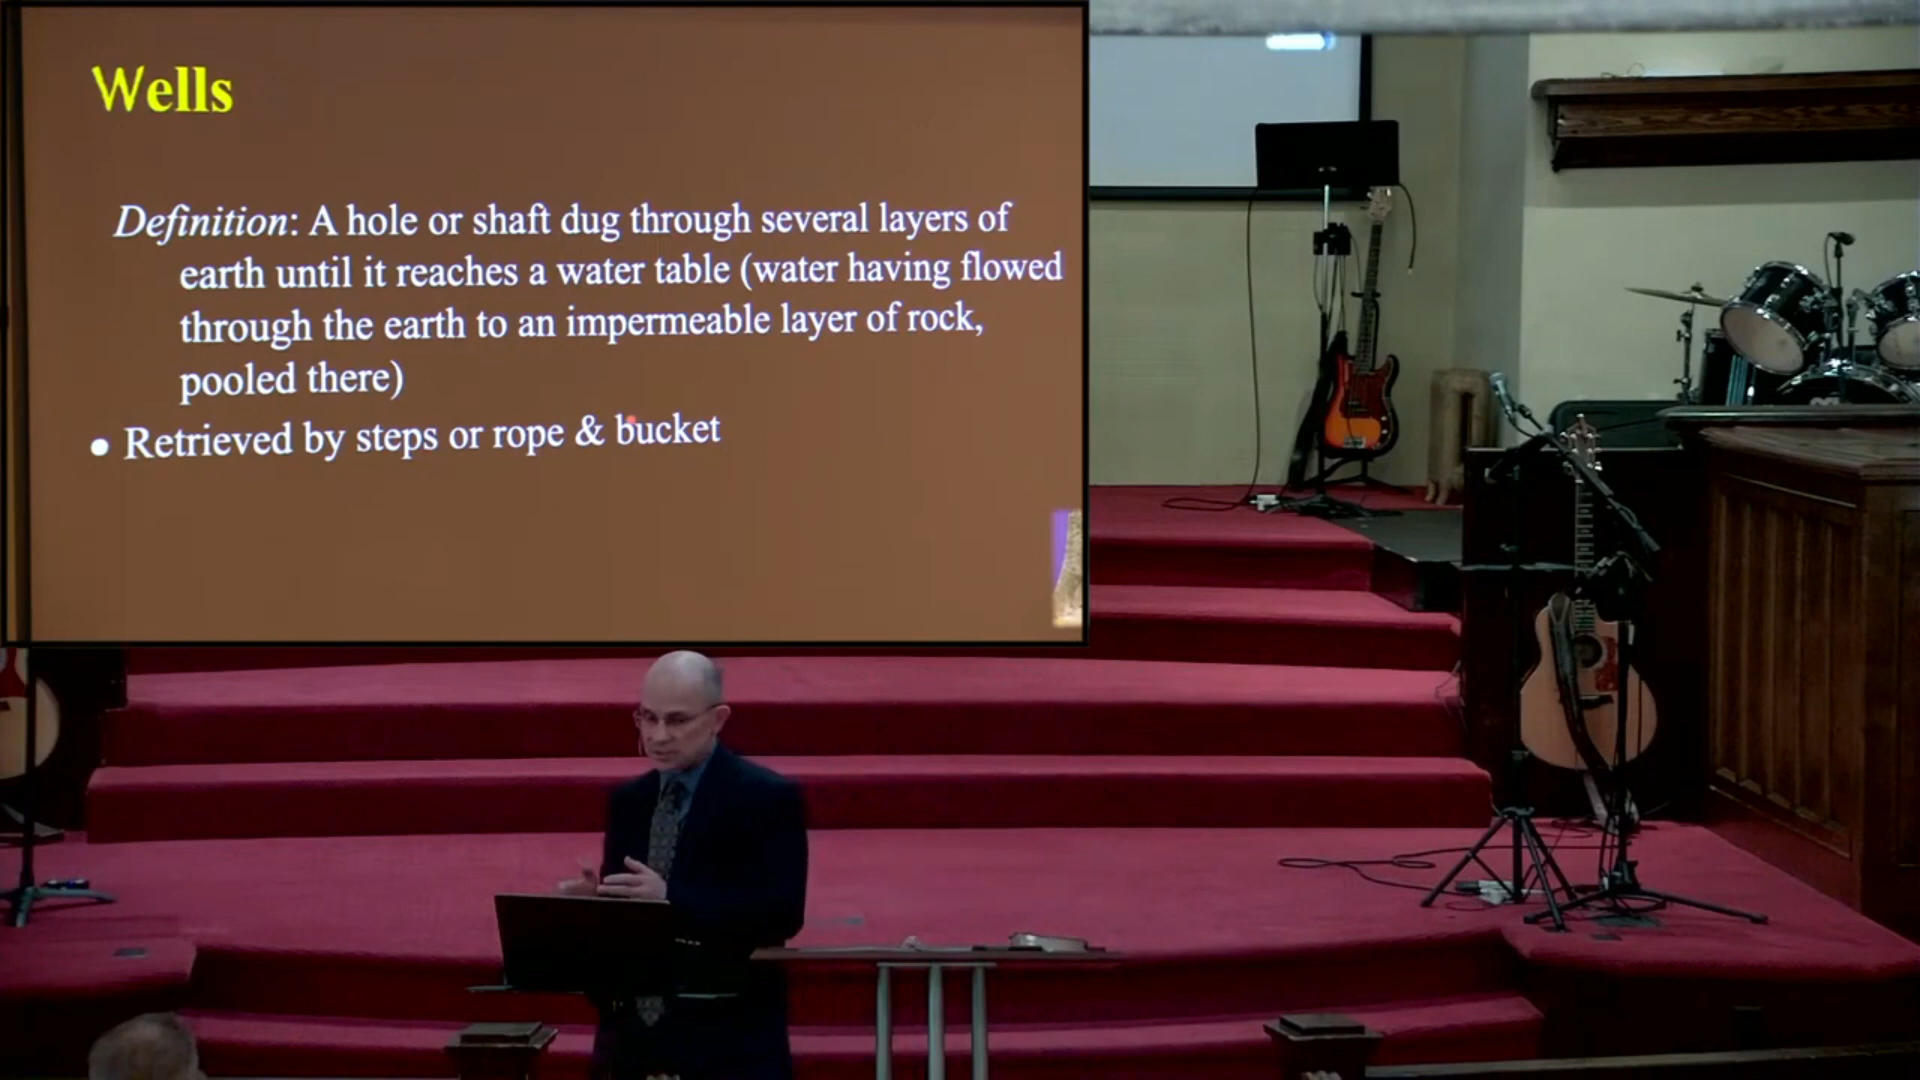 Wells
Definition: A hole or shaft dug through several layers of
earth until it reaches a water table (water having flowed
through the earth to an impermeable layer of rock,
pooled there)
• Retrieved by steps or rope & bucket